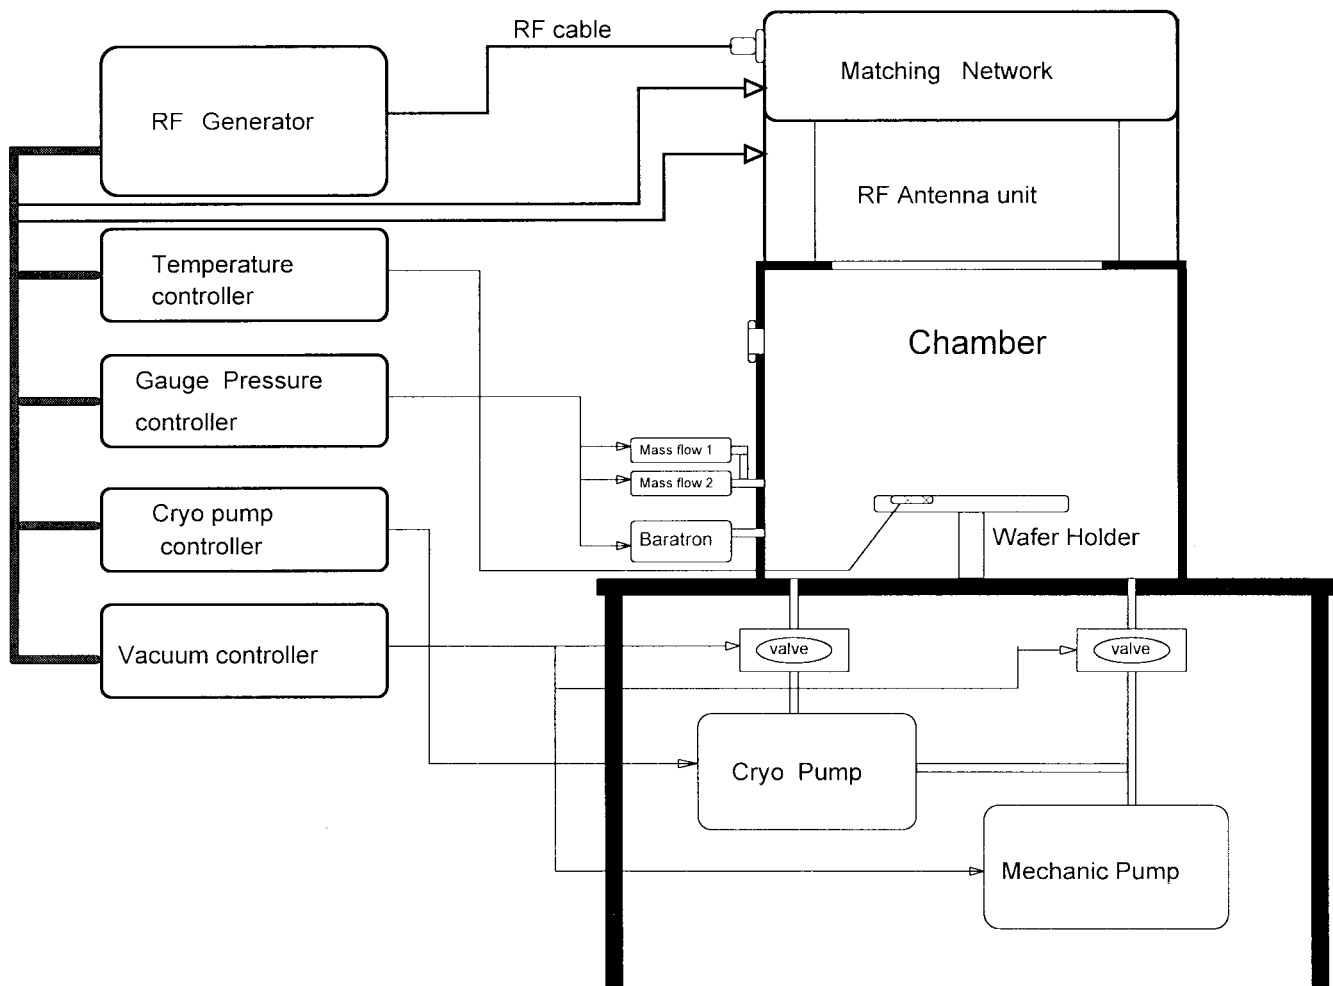 RF cable
Matching Network
RF Generator
RF Antenna unit
Temperature
controller
Chamber
Gauge Pressure
controller
Mass flow 1
Mass flow 2
Cryo pump
controller
Baratron
Wafer Holder
Vacuum controller
valve
valve
Cryo Pump
Mechanic Pump